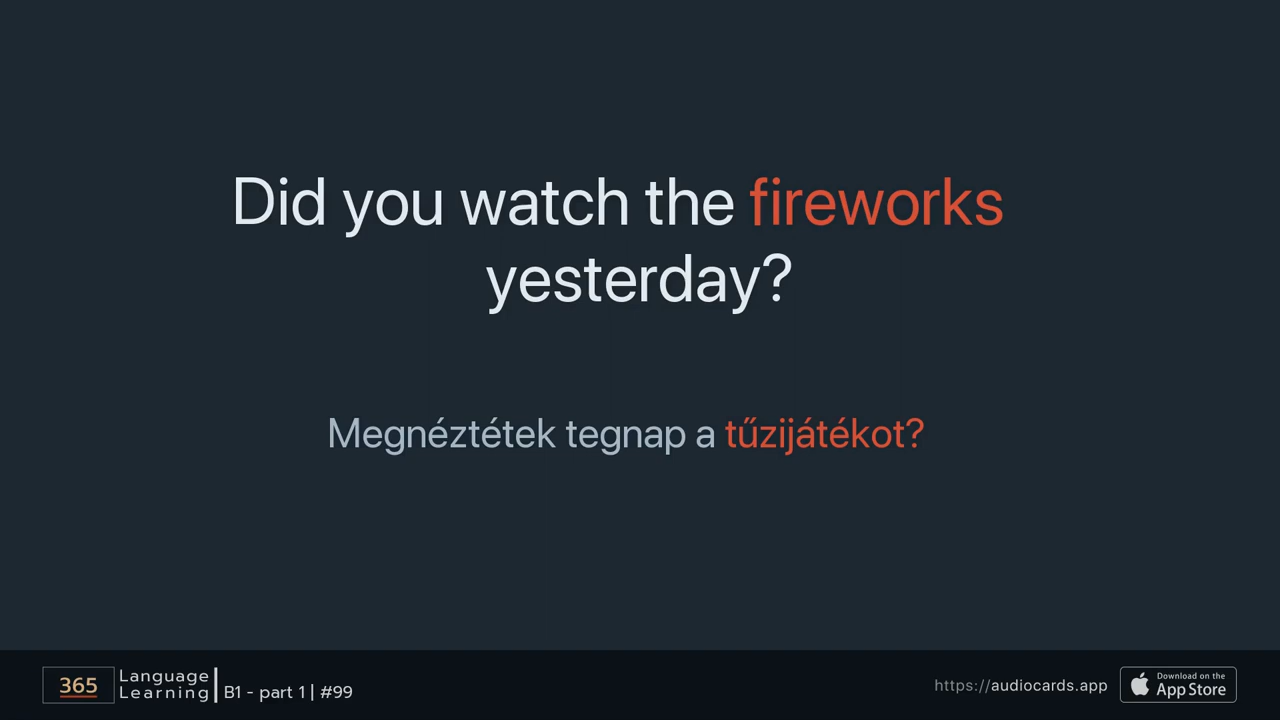 Did you watch the fireworks
yesterday?
Megnéztétek tegnap a tűzijátékot?
365
Language
Learning
B1 - part 1 | #99
https://audiocards.app
Download on the
App Store